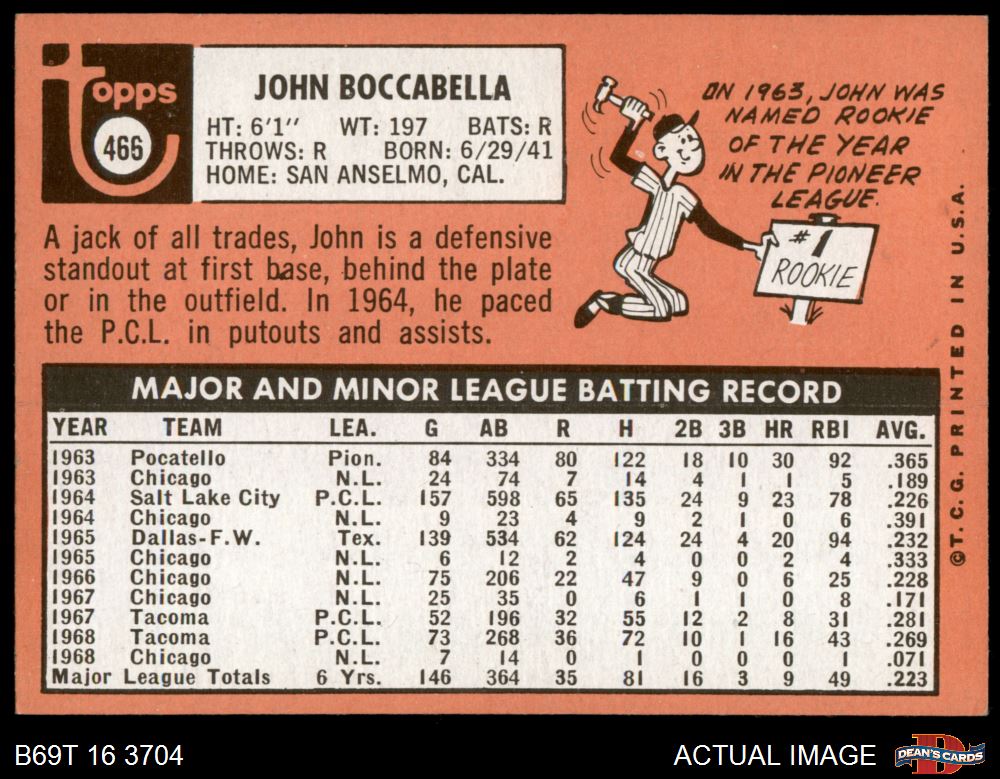 topps
466
JOHN BOCCABELLA
HT: 6'1" WT: 197 BATS: R
THROWS: R BORN: 6/29/41
HOME: SAN ANSELMO, CAL.
A jack of all trades, John is a defensive
standout at first base, behind the plate
or in the outfield. In 1964, he paced
the P.C.L. in putouts and assists.
ON 1963, JOHN WAS
NAMED ROOKIE
OF THE YEAR
IN THE PIONEER
LEAGUE.
#1
ROOKIE
MAJOR AND MINOR LEAGUE BATTING RECORD
YEAR TEAM LEA. G AB R H 2B 3B HR RBI AVG.
1963 Pocatello Pion. 84 334 80 122 18 10 30 92 .365
1963 Chicago N.L. 24 74 7 14 4 1 1 5 .189
1964 Salt Lake City P.C.L. 157 598 65 135 24 9 23 78 .226
1964 Chicago N.L. 9 23 4 9 2 1 0 6 .391
1965 Dallas-F.W. Tex. 139 534 62 124 24 4 20 94 .232
1965 Chicago N.L. 6 12 2 4 0 0 2 4 .333
1966 Chicago N.L. 75 206 22 47 9 0 6 25 .228
1967 Chicago N.L. 25 35 0 6 1 1 0 8 .171
1967 Tacoma P.C.L. 52 196 32 55 12 2 8 31 .281
1968 Tacoma P.C.L. 73 268 36 72 10 1 16 43 .269
1968 Chicago N.L. 7 14 0 1 0 0 0 1 .071
Major League Totals 6 Yrs. 146 364 35 81 16 3 9 49 .223
©T.C.G. PRINTED IN U.S.A.
B69T 16 3704
ACTUAL IMAGE
D
DEAN'S CARDS